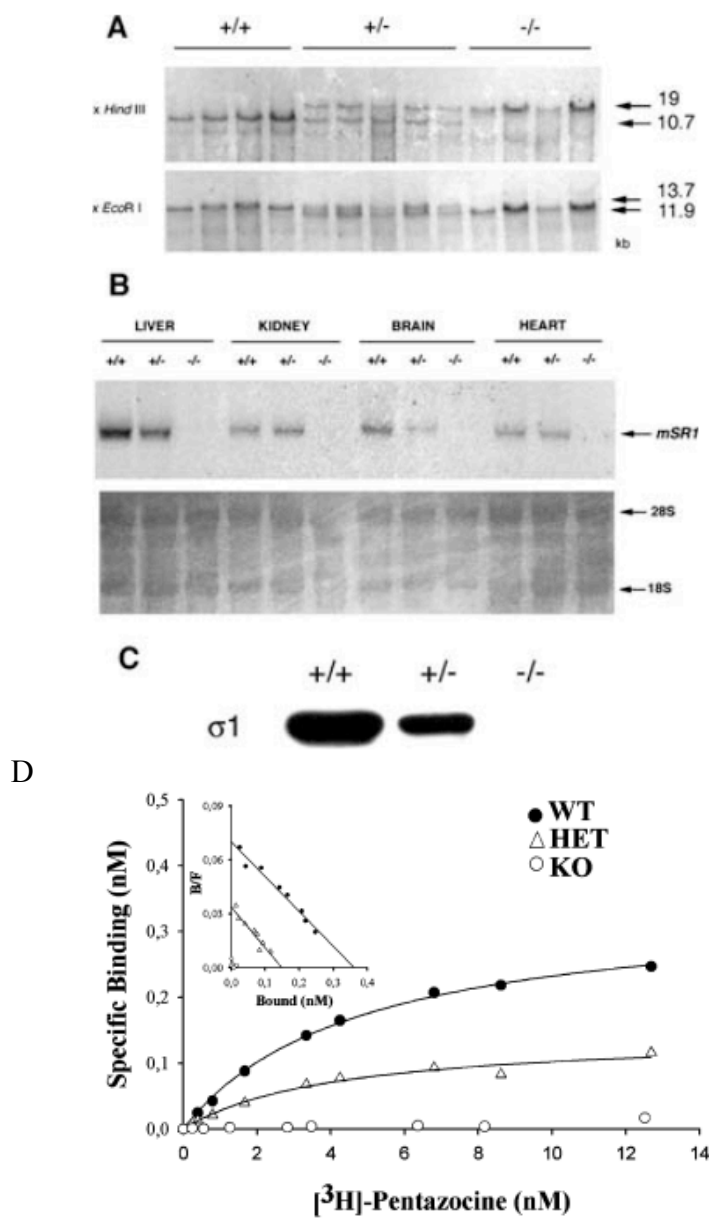 A
+/+ +/- -/-
x Hind III
19
10.7
x EcoR I
13.7
11.9
kb
B
LIVER KIDNEY BRAIN HEART
+/+ +/- -/- +/+ +/- -/- +/+ +/- -/- +/+ +/- -/-
mSR1
28S
18S
C
+/+ +/- -/-
σ1
D
0,5
0,4
0,3
0,2
0,1
0,0
Specific Binding (nM)
0,09
0,06
0,03
0,00
B/F
0,0 0,1 0,2 0,3 0,4
Bound (nM)
WT
HET
KO
0 2 4 6 8 10 12 14
[³H]-Pentazocine (nM)